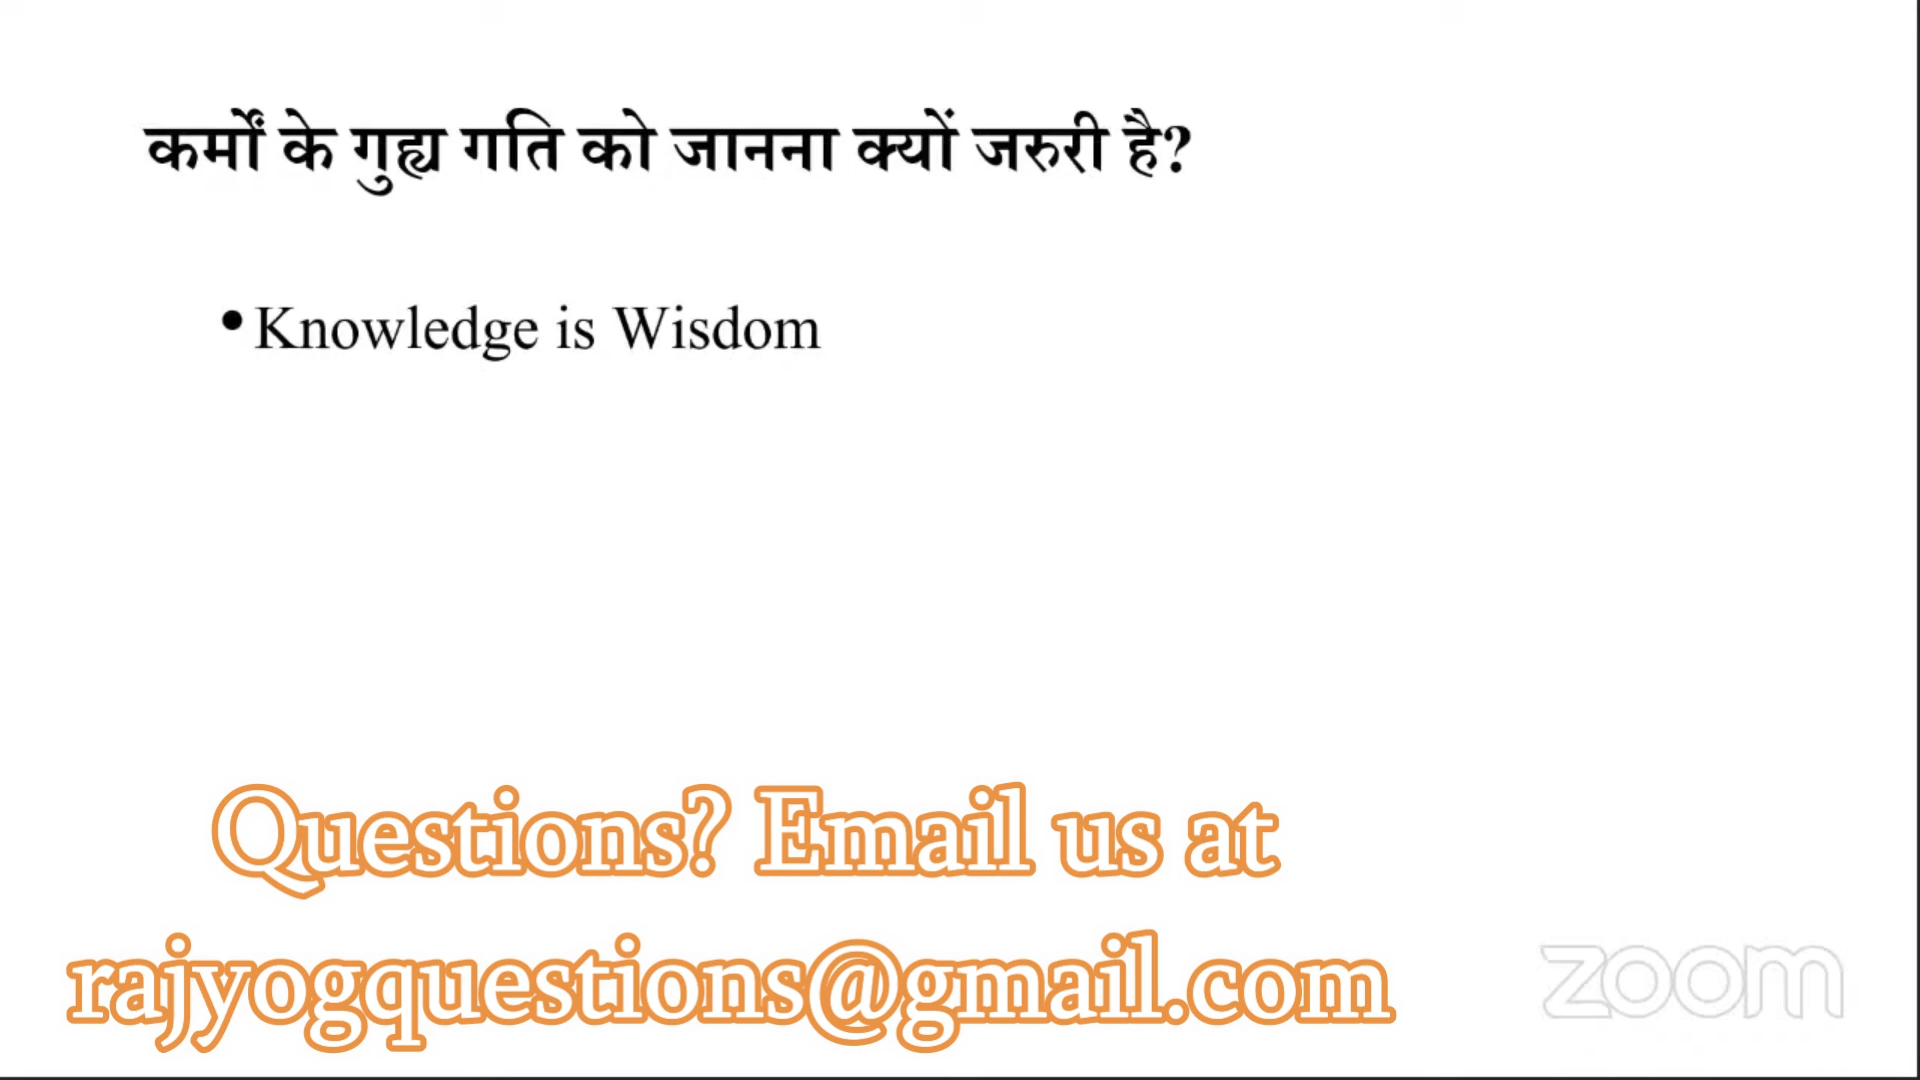 कर्मों के गुह्य गति को जानना क्यों जरुरी है?
• Knowledge is Wisdom
Questions? Email us at
rajyogquestions@gmail.com
zoom